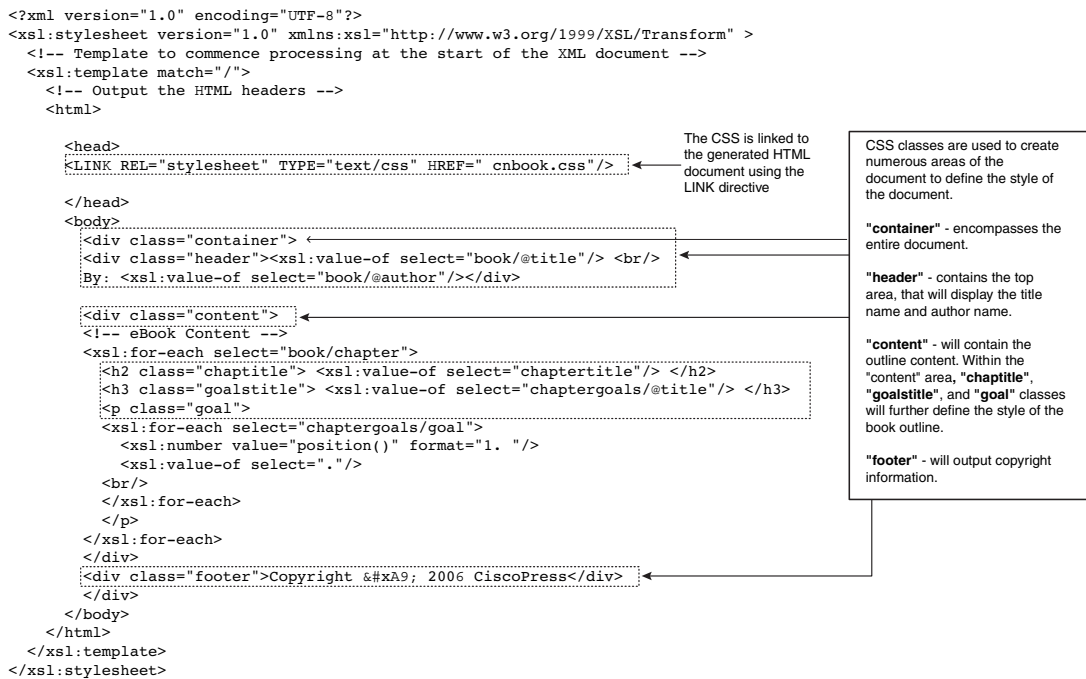 <?xml version="1.0" encoding="UTF-8"?>
<xsl:stylesheet version="1.0" xmlns:xsl="http://www.w3.org/1999/XSL/Transform" >
<!-- Template to commence processing at the start of the XML document -->
<xsl:template match="/">
<!-- Output the HTML headers -->
<html>
<head>
<LINK REL="stylesheet" TYPE="text/css" HREF=" cnbook.css"/>
</head>
<body>
<div class="container">
<div class="header"><xsl:value-of select="book/@title"/> <br/>
By: <xsl:value-of select="book/@author"/></div>
<div class="content">
<!-- eBook Content -->
<xsl:for-each select="book/chapter">
<h2 class="chaptitle"> <xsl:value-of select="chaptertitle"/> </h2>
<h3 class="goalstitle"> <xsl:value-of select="chaptergoals/@title"/> </h3>
<p class="goal">
<xsl:for-each select="chaptergoals/goal">
<xsl:number value="position()" format="1. "/>
<xsl:value-of select="."/>
<br/>
</xsl:for-each>
</p>
</xsl:for-each>
</div>
<div class="footer">Copyright &#xA9; 2006 CiscoPress</div>
</div>
</body>
</html>
</xsl:template>
</xsl:stylesheet>
The CSS is linked to
the generated HTML
document using the
LINK directive
CSS classes are used to create
numerous areas of the
document to define the style of
the document.
"container" - encompasses the
entire document.
"header" - contains the top
area, that will display the title
name and author name.
"content" - will contain the
outline content. Within the
"content" area, "chaptitle",
"goalstitle", and "goal" classes
will further define the style of the
book outline.
"footer" - will output copyright
information.